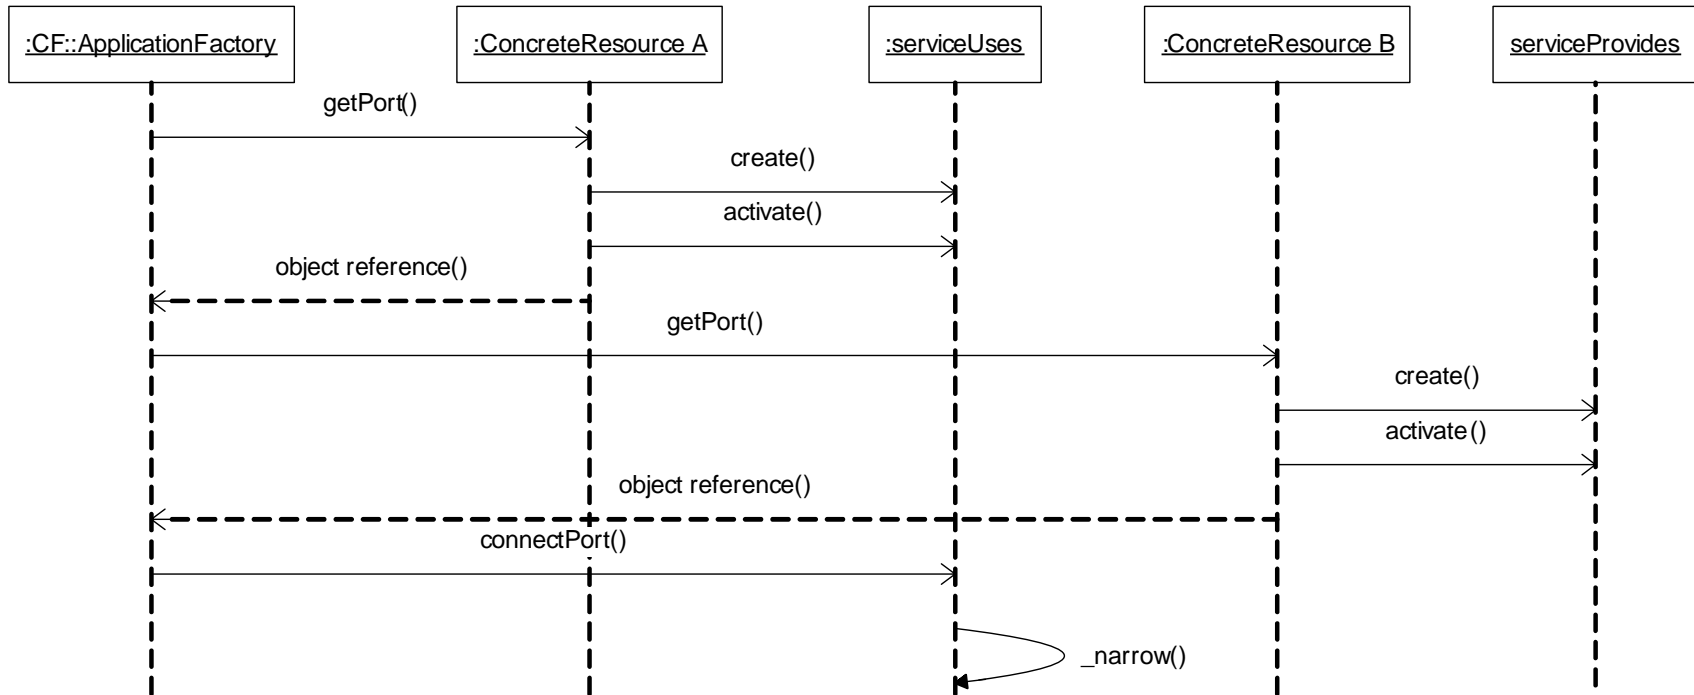 :CF::ApplicationFactory
:ConcreteResource A
:serviceUses
:ConcreteResource B
serviceProvides
getPort()
create()
activate()
object reference()
getPort()
create()
activate()
object reference()
connectPort()
_narrow()